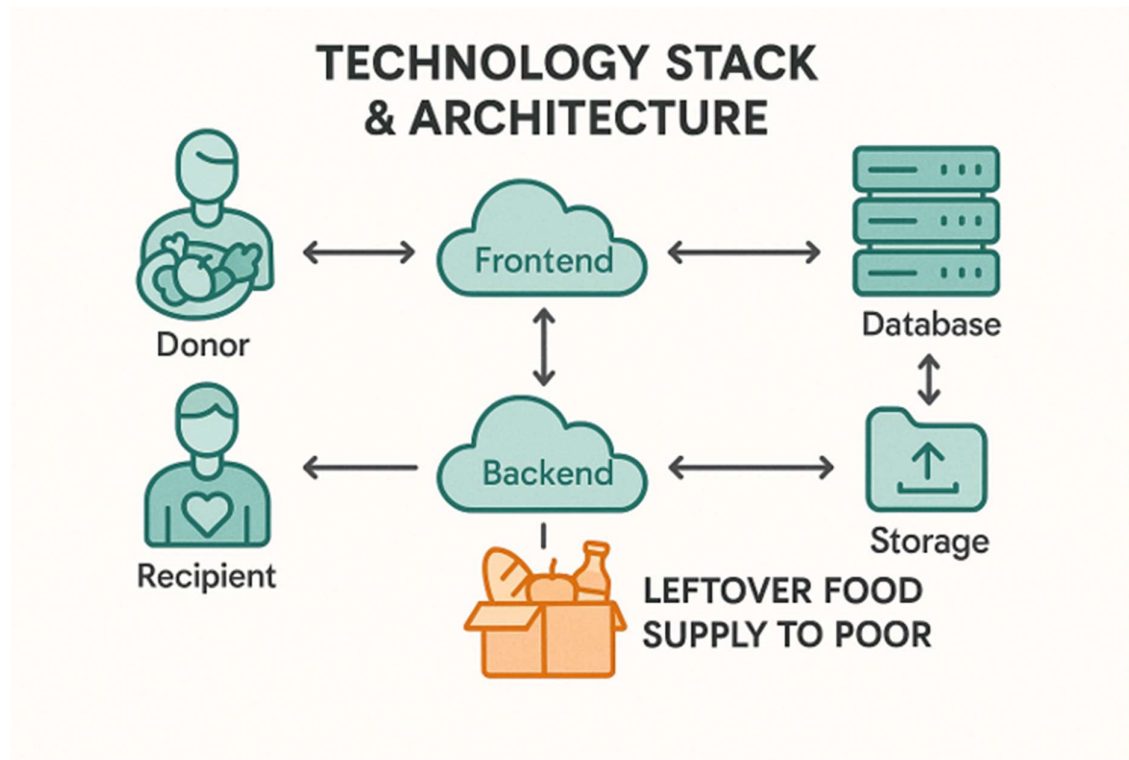 TECHNOLOGY STACK
& ARCHITECTURE
Frontend
Database
Donor
Backend
Storage
Recipient
LEFTOVER FOOD
SUPPLY TO POOR